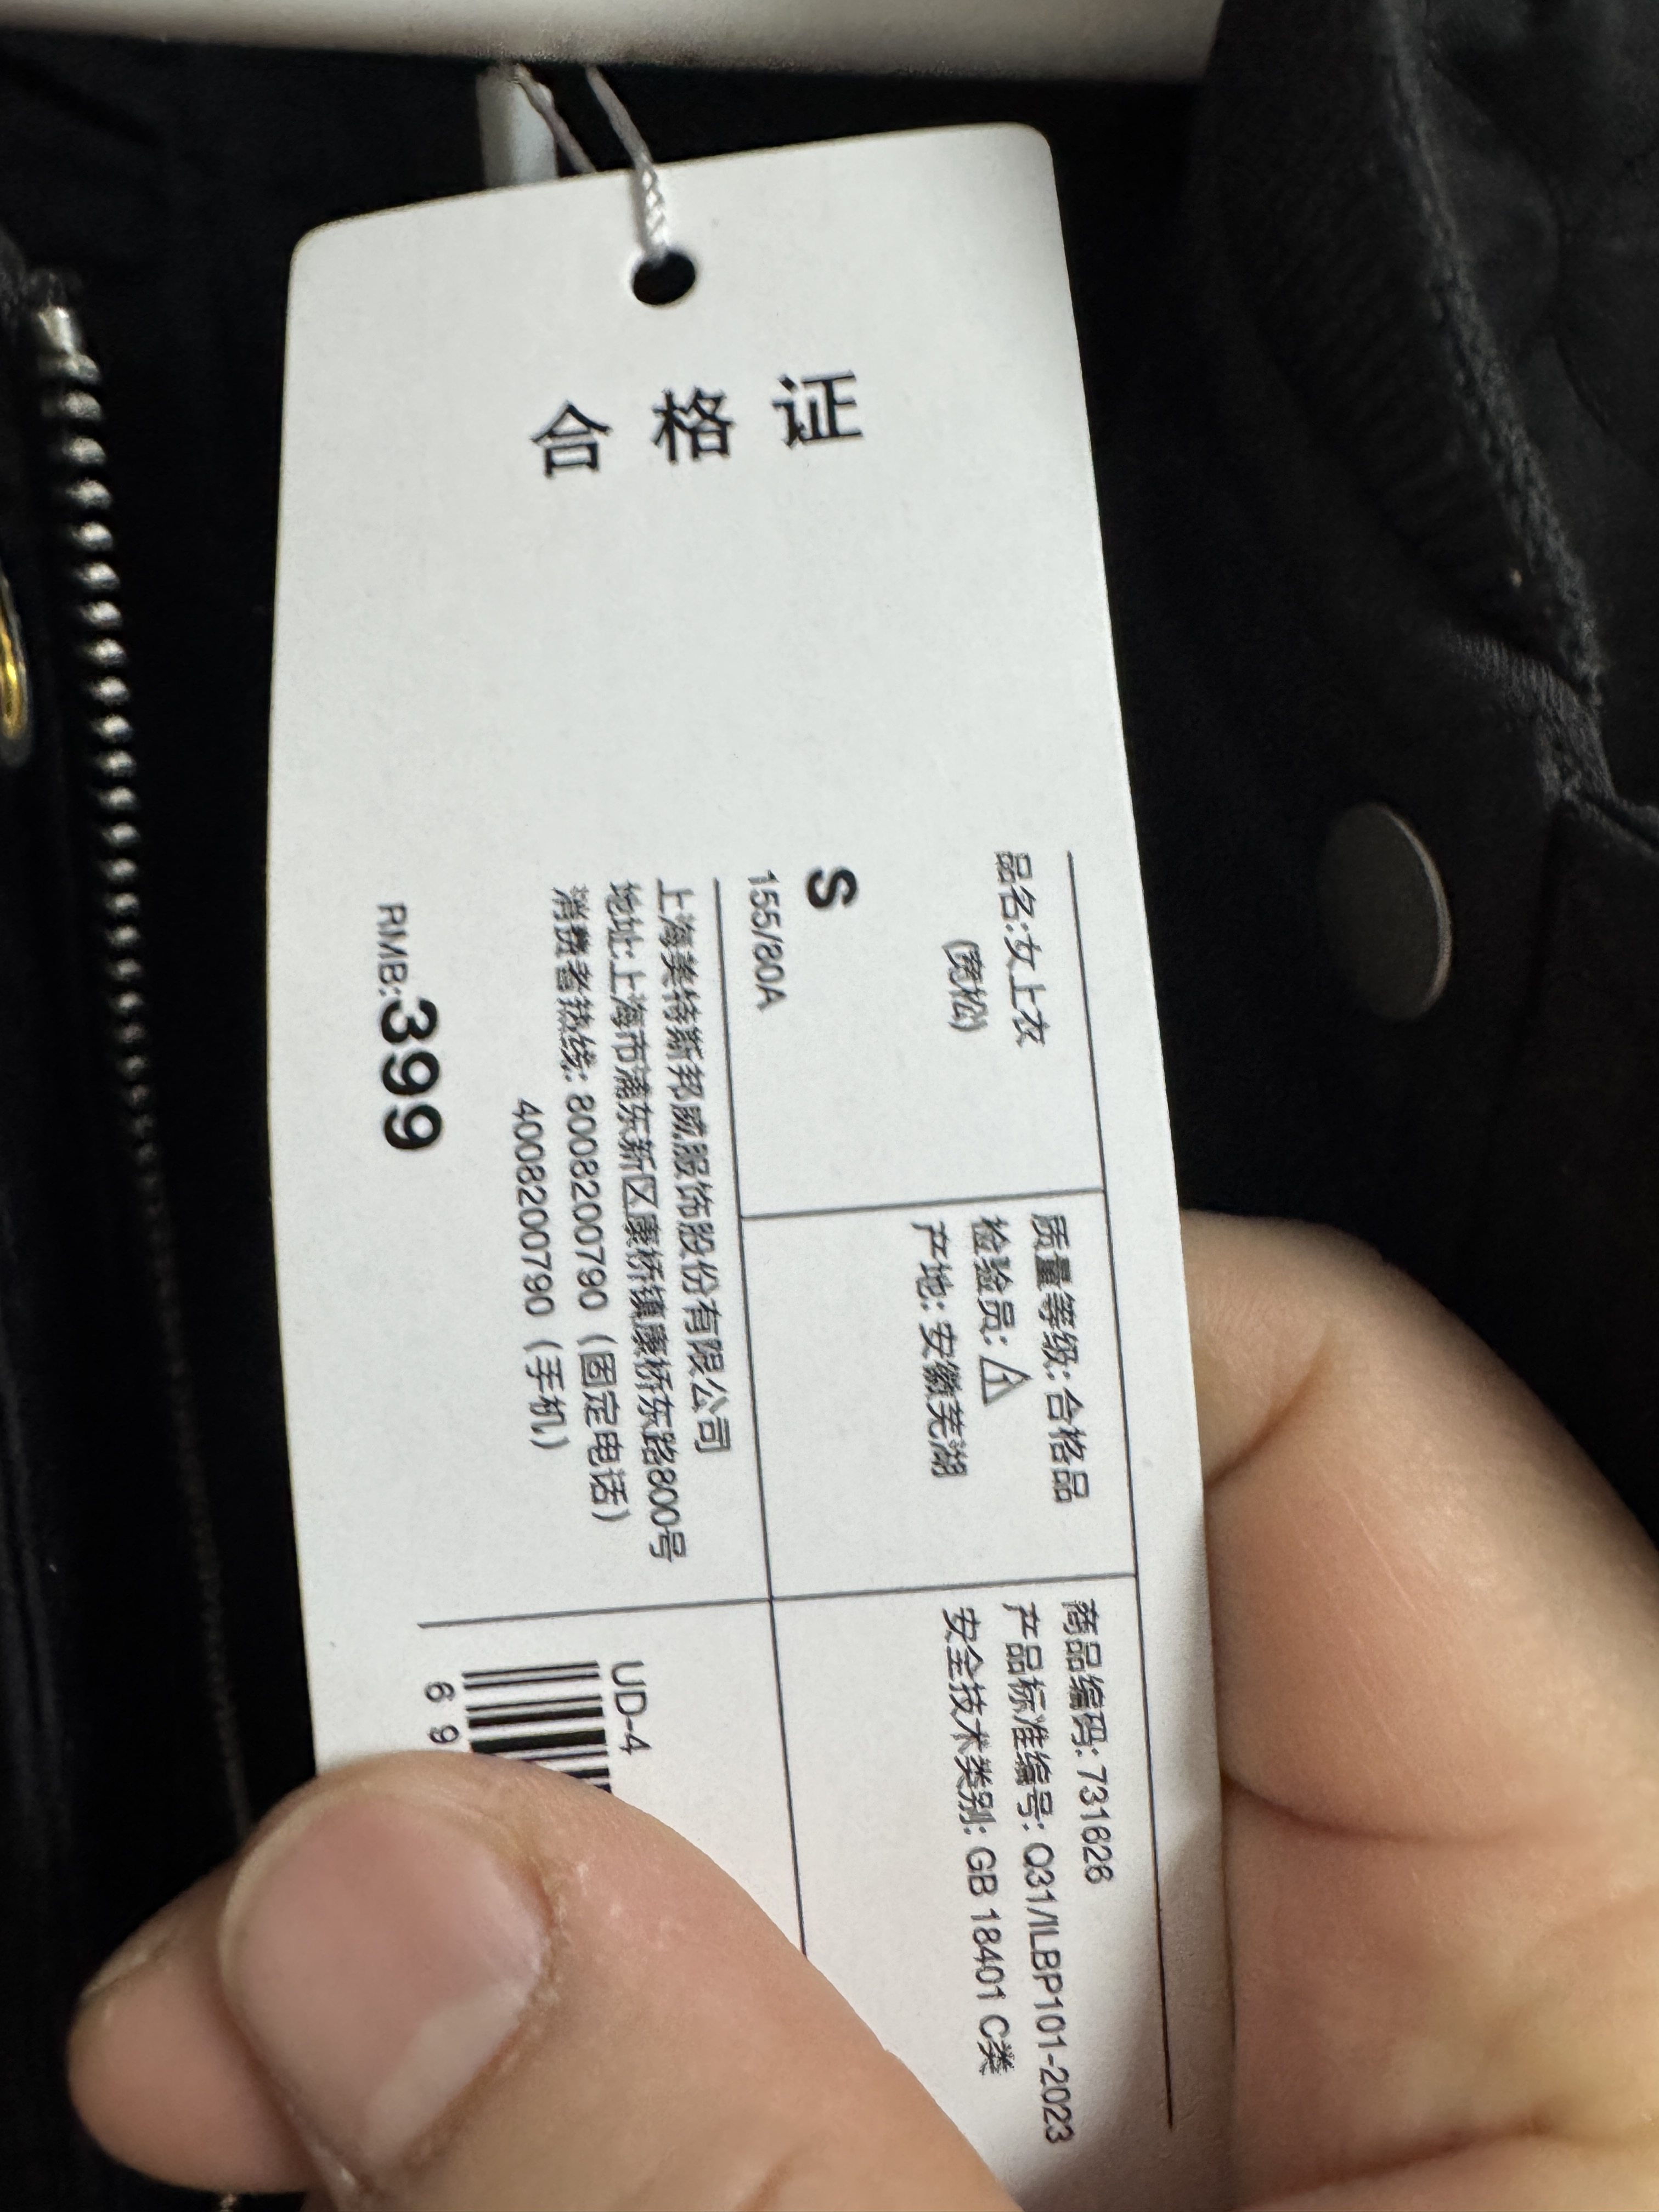 合格证
品名:女上衣
(宽松)
S
155/80A
质量等级:合格品
检验员:
产地:安徽芜湖
商品编码:731626
产品标准编号:Q31/ILBP101-2023
安全技术类别:GB 18401 C类
上海美特斯邦威服饰股份有限公司
地址:上海市浦东新区康桥镇康桥东路800号
消费者热线:8008200790（固定电话）
4008200790（手机）
RMB:399
UD-4
6 9